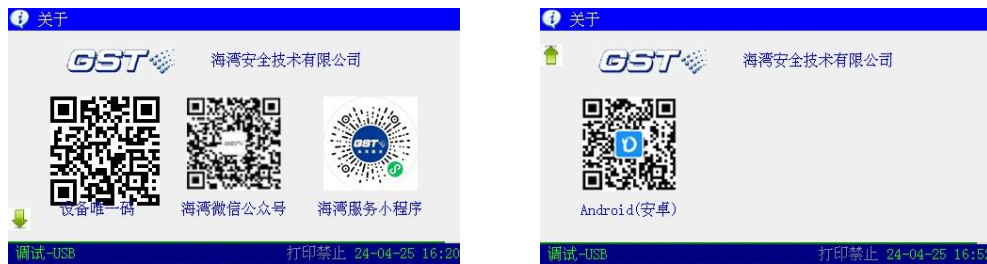 关于
GST 海湾安全技术有限公司
设备唯一码 海湾微信公众号 海湾服务小程序
调试-USB 打印禁止 24-04-25 16:20
关于
GST 海湾安全技术有限公司
Android(安卓)
调试-USB 打印禁止 24-04-25 16:52